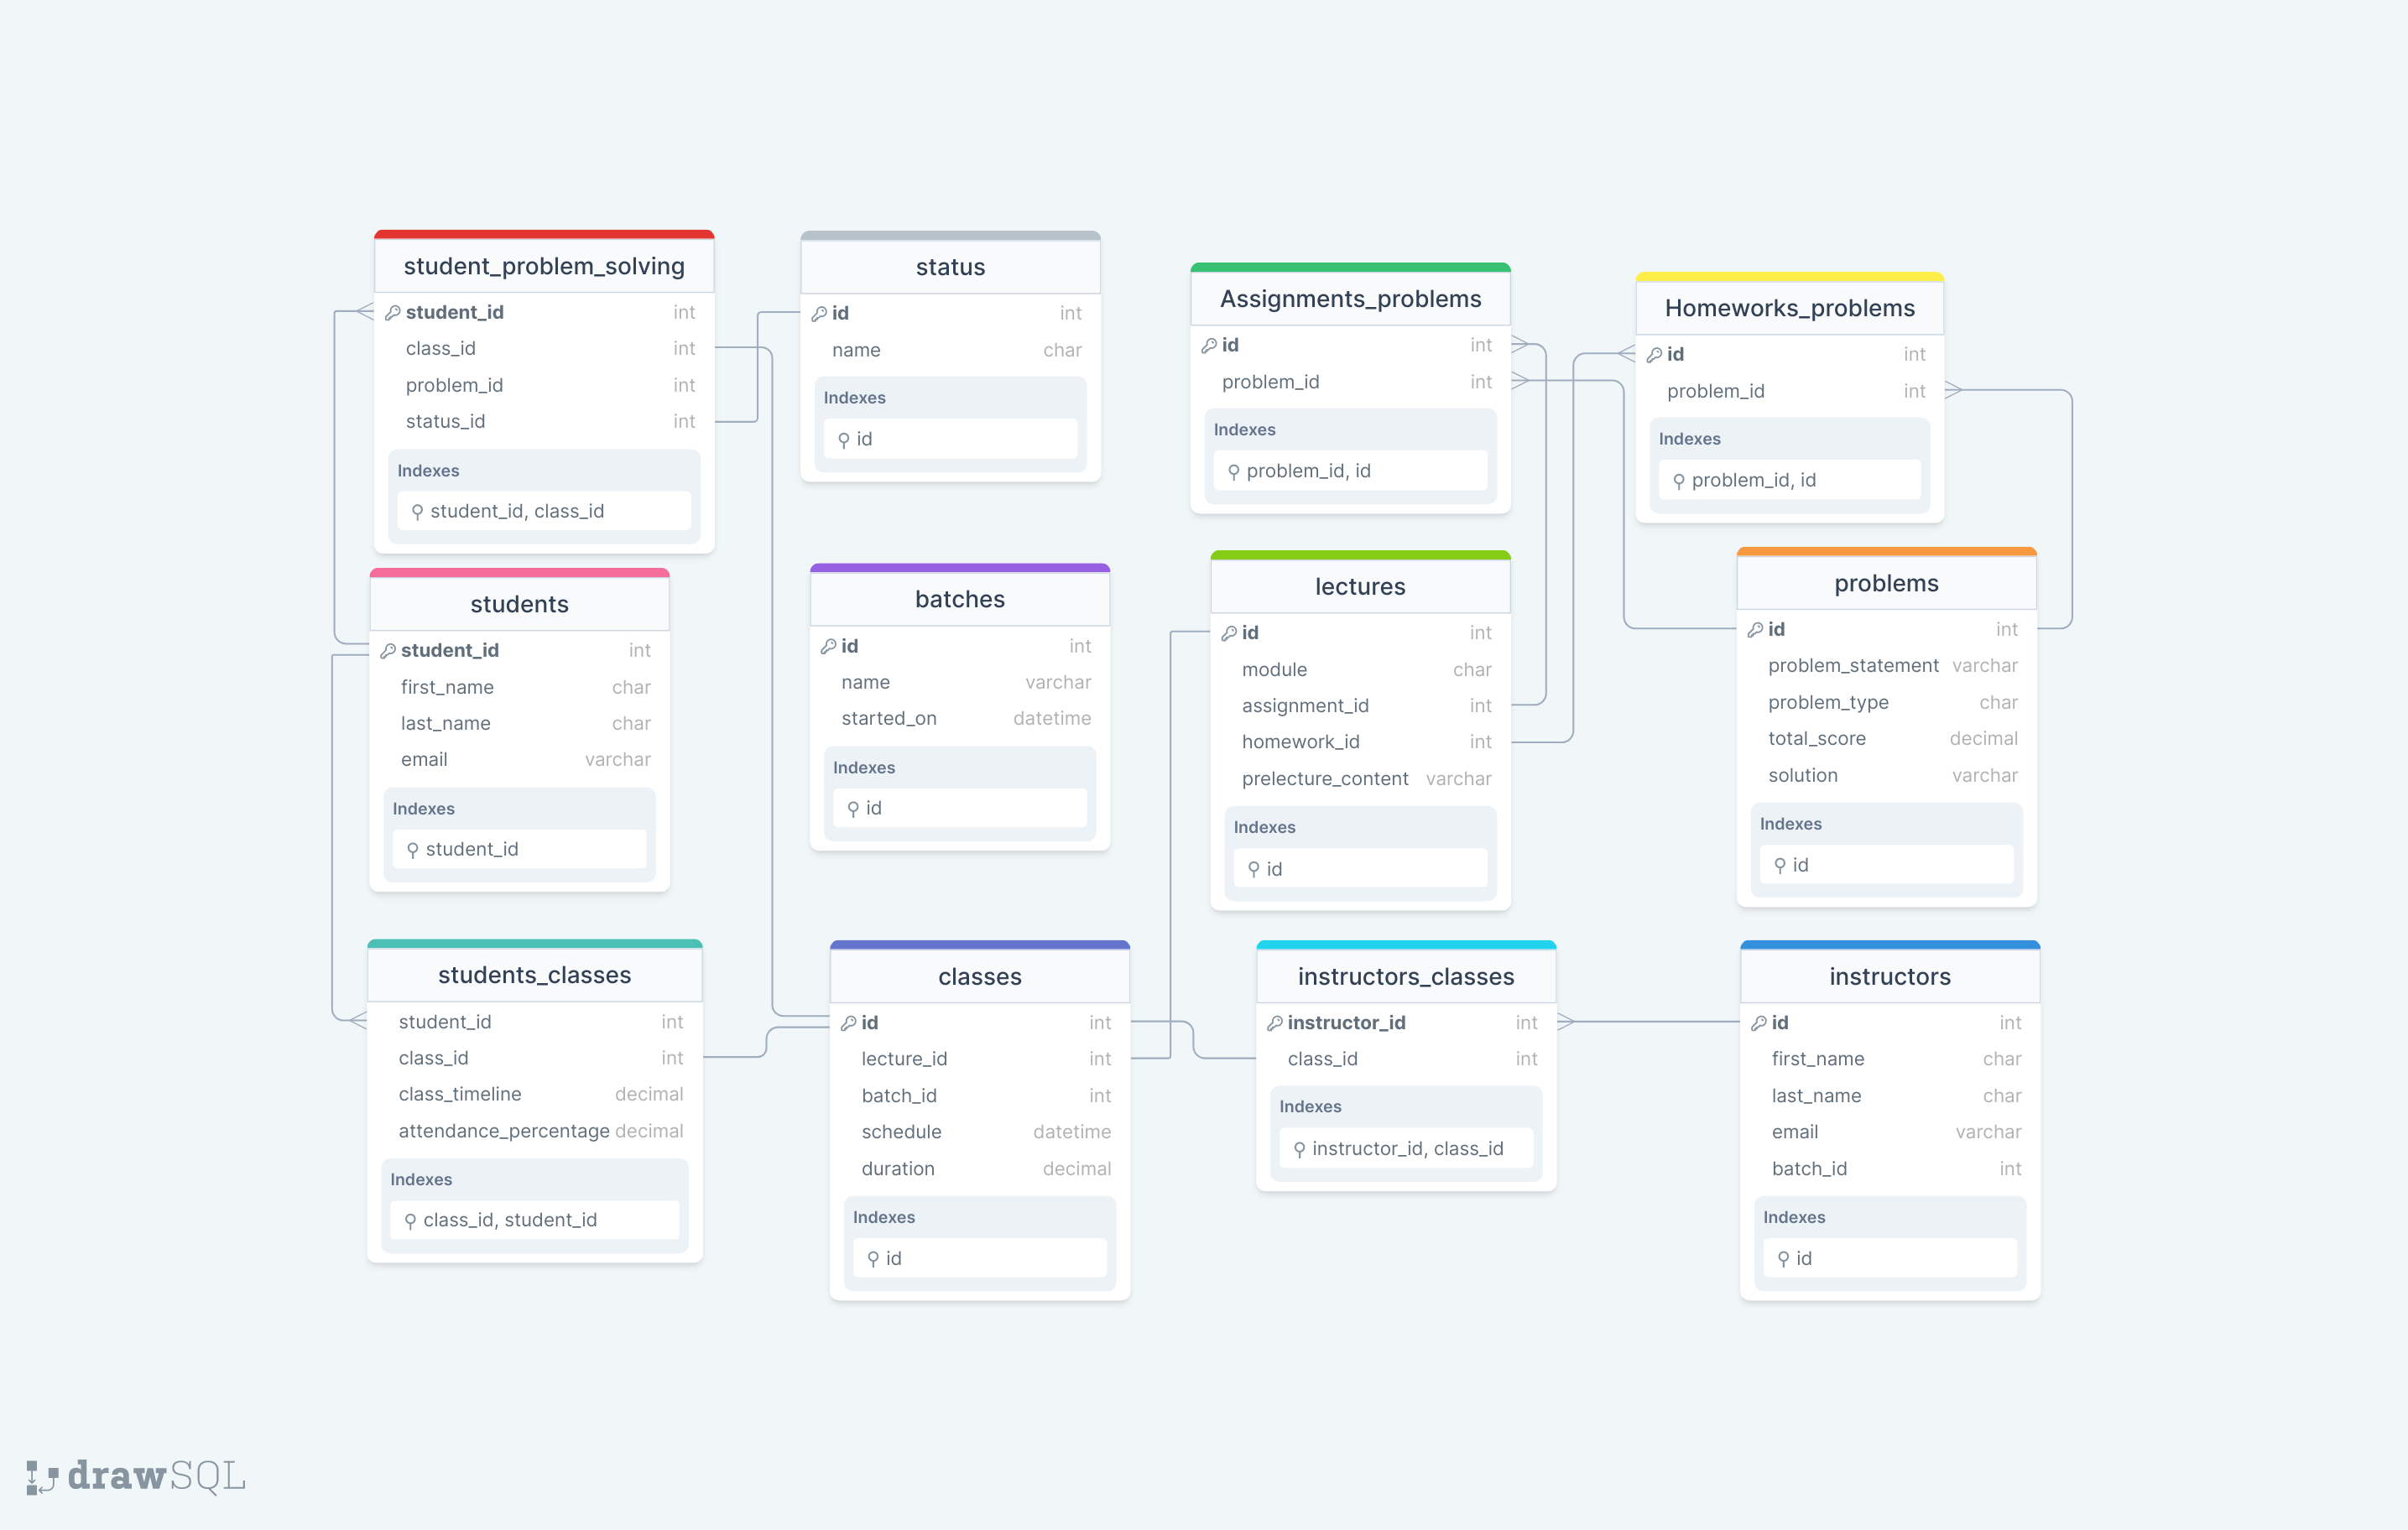 student_problem_solving
student_id int
class_id int
problem_id int
status_id int
Indexes
student_id, class_id
status
id int
name char
Indexes
id
Assignments_problems
id int
problem_id int
Indexes
problem_id, id
Homeworks_problems
id int
problem_id int
Indexes
problem_id, id
students
student_id int
first_name char
last_name char
email varchar
Indexes
student_id
batches
id int
name varchar
started_on datetime
Indexes
id
lectures
id int
module char
assignment_id int
homework_id int
prelecture_content varchar
Indexes
id
problems
id int
problem_statement varchar
problem_type char
total_score decimal
solution varchar
Indexes
id
students_classes
student_id int
class_id int
class_timeline decimal
attendance_percentage decimal
Indexes
class_id, student_id
classes
id int
lecture_id int
batch_id int
schedule datetime
duration decimal
Indexes
id
instructors_classes
instructor_id int
class_id int
Indexes
instructor_id, class_id
instructors
id int
first_name char
last_name char
email varchar
batch_id int
Indexes
id
drawSQL